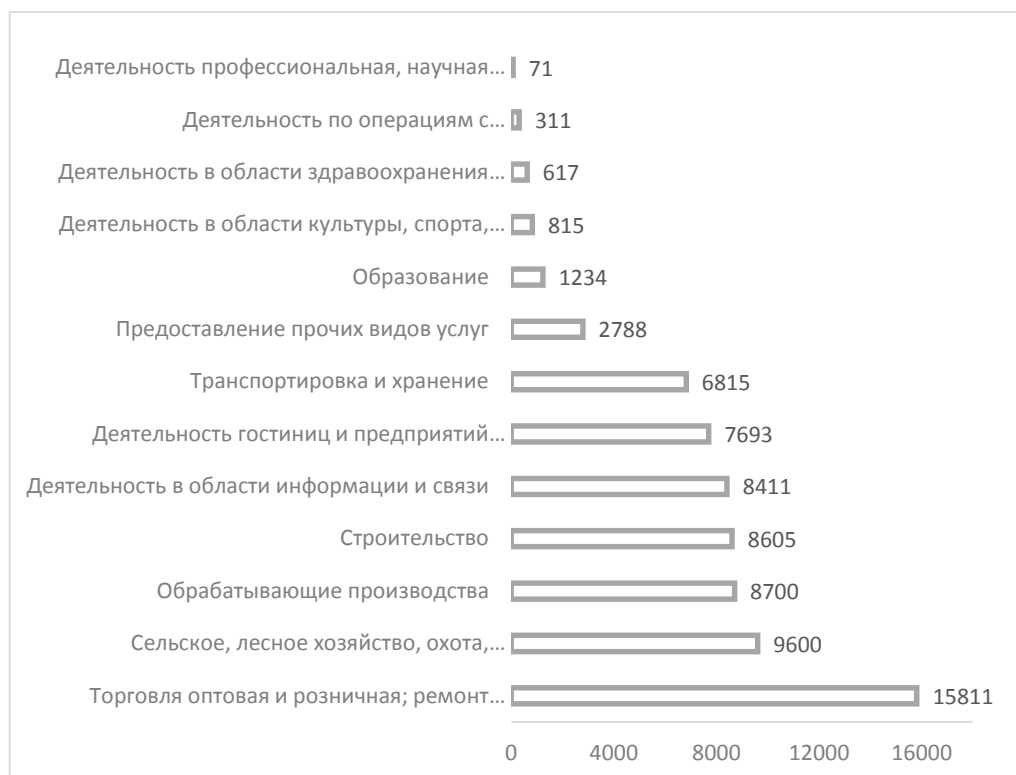 Деятельность профессиональная, научная... 71
Деятельность по операциям с... 311
Деятельность в области здравоохранения... 617
Деятельность в области культуры, спорта,... 815
Образование 1234
Предоставление прочих видов услуг 2788
Транспортировка и хранение 6815
Деятельность гостиниц и предприятий... 7693
Деятельность в области информации и связи 8411
Строительство 8605
Обрабатывающие производства 8700
Сельское, лесное хозяйство, охота,... 9600
Торговля оптовая и розничная; ремонт... 15811
0 4000 8000 12000 16000